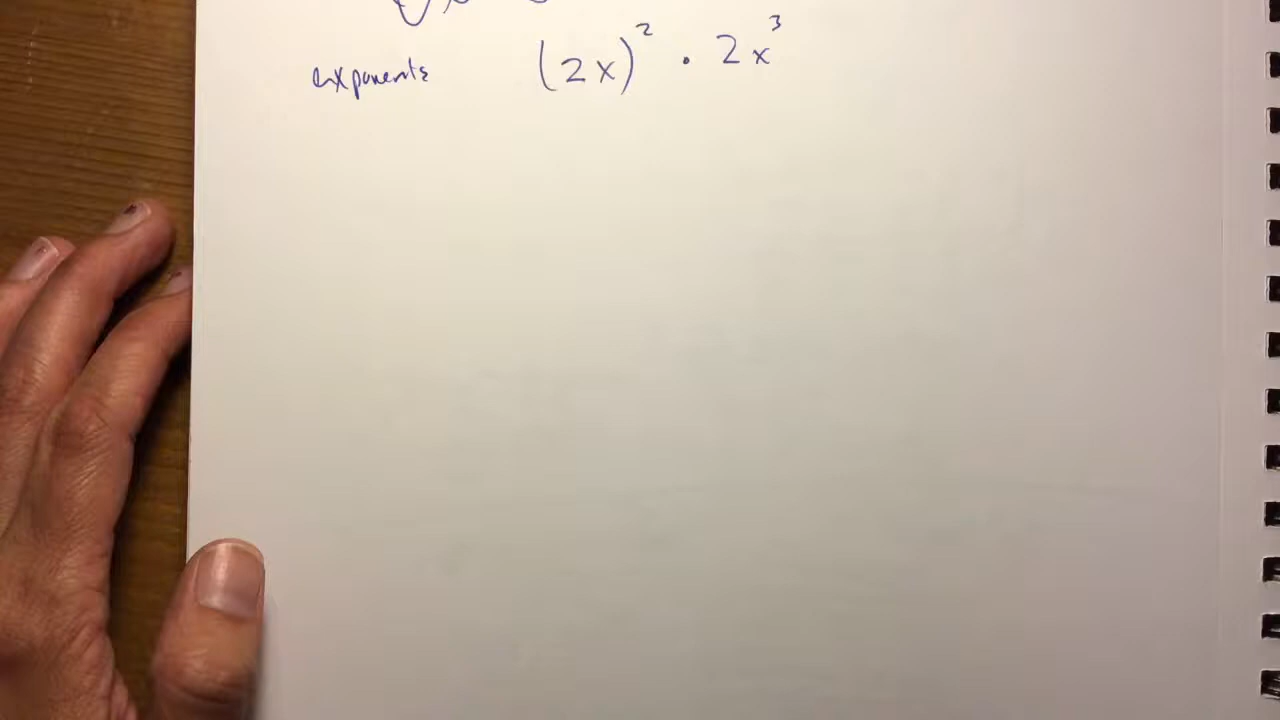 exponents (2x)² · 2x³